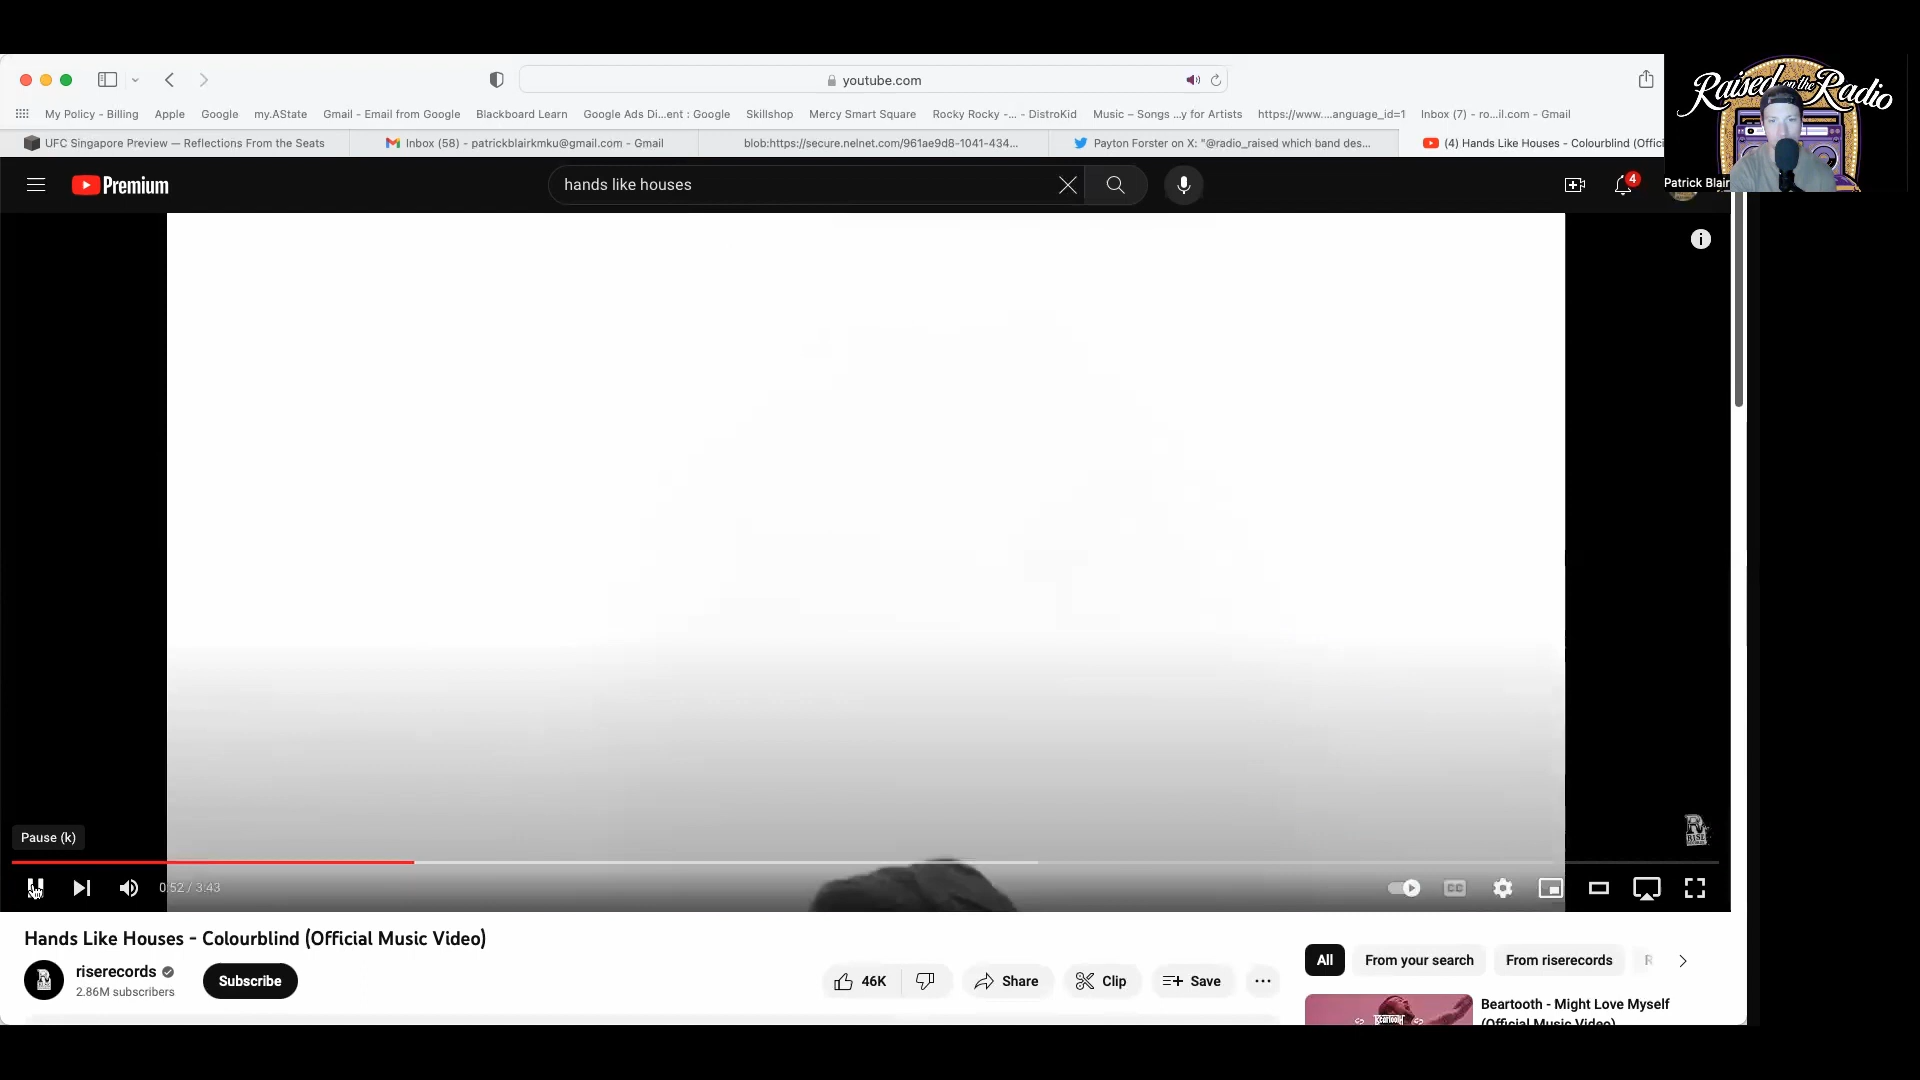 youtube.com
My Policy - Billing Apple Google my.AState Gmail - Email from Google Blackboard Learn Google Ads Di...ent : Google Skillshop Mercy Smart Square Rocky Rocky -... - DistroKid Music – Songs ...y for Artists https://www....anguage_id=1 Inbox (7) - ro...il.com - Gmail
UFC Singapore Preview — Reflections From the Seats Inbox (58) - patrickblairkmku@gmail.com - Gmail blob:https://secure.nelnet.com/961ae9d8-1041-434... Payton Forster on X: "@radio_raised which band des... (4) Hands Like Houses - Colourblind (Offici
Raised on the Radio
Patrick Blair
Premium
hands like houses
4
Pause (k)
RISE
0:52 / 3:43
CC
Hands Like Houses - Colourblind (Official Music Video)
riserecords
2.86M subscribers
Subscribe
46K
Share
Clip
Save
All
From your search
From riserecords
Beartooth
Beartooth - Might Love Myself
(Official Music Video)